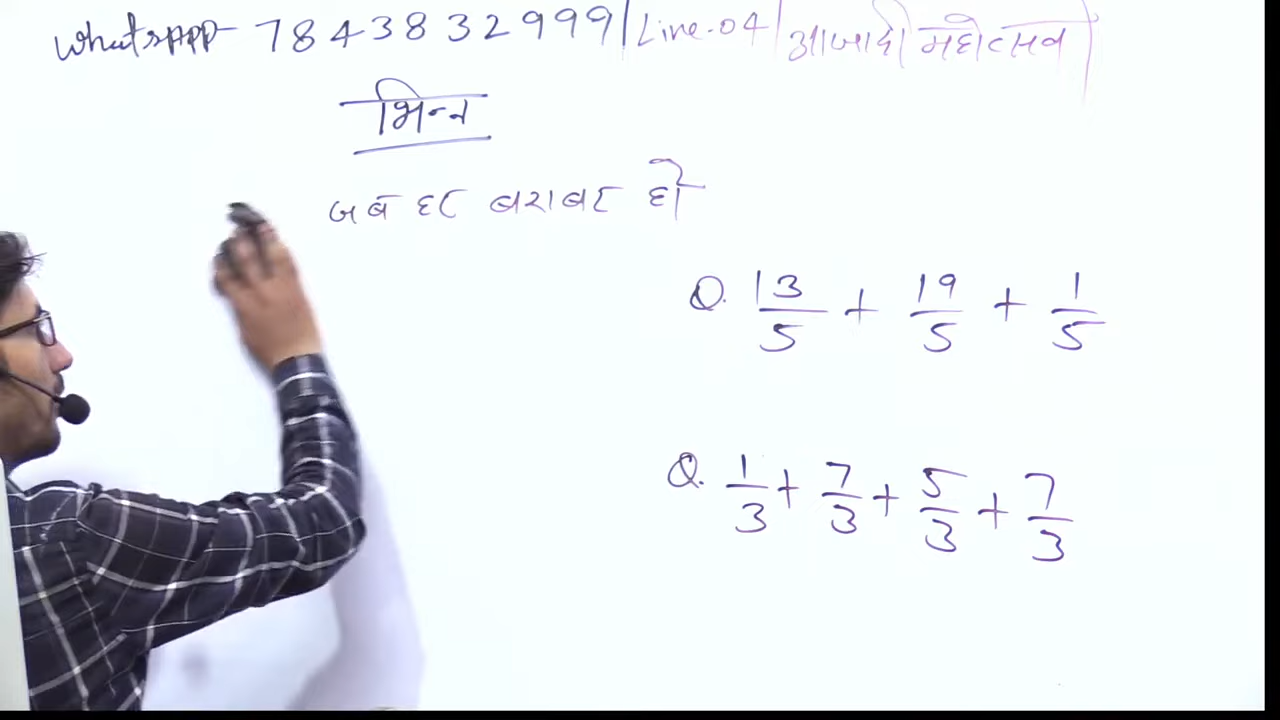 Whatsapp- 7843832999|Line-04|आजादी महोत्सव
भिन्न
जब हर बराबर हो
Q. 13/5 + 19/5 + 1/5
Q. 1/3 + 7/3 + 5/3 + 7/3